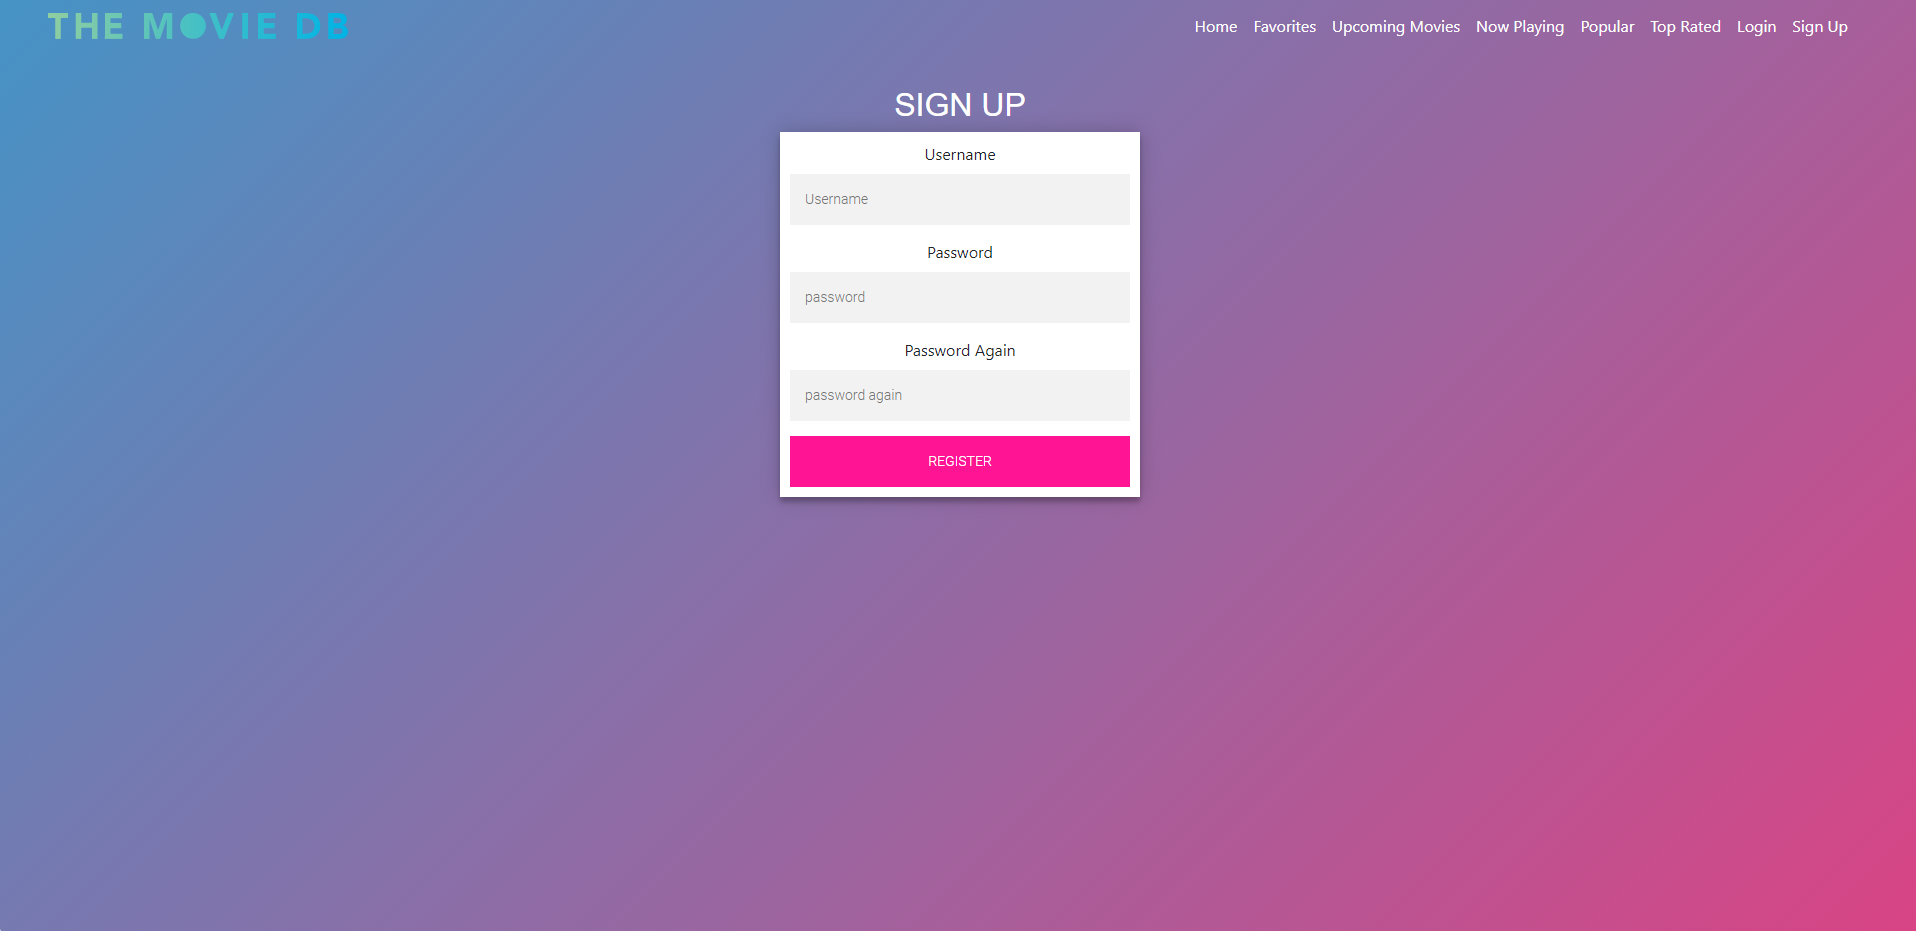 THE MOVIE DB
Home Favorites Upcoming Movies Now Playing Popular Top Rated Login Sign Up
SIGN UP
Username
Username
Password
password
Password Again
password again
REGISTER